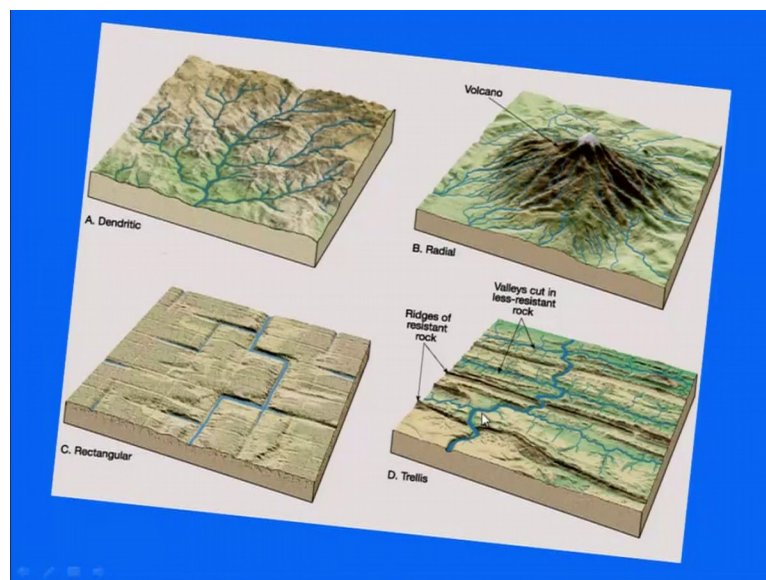 Volcano
A. Dendritic
B. Radial
Valleys cut in
less-resistant
rock
Ridges of
resistant
rock
C. Rectangular
D. Trellis